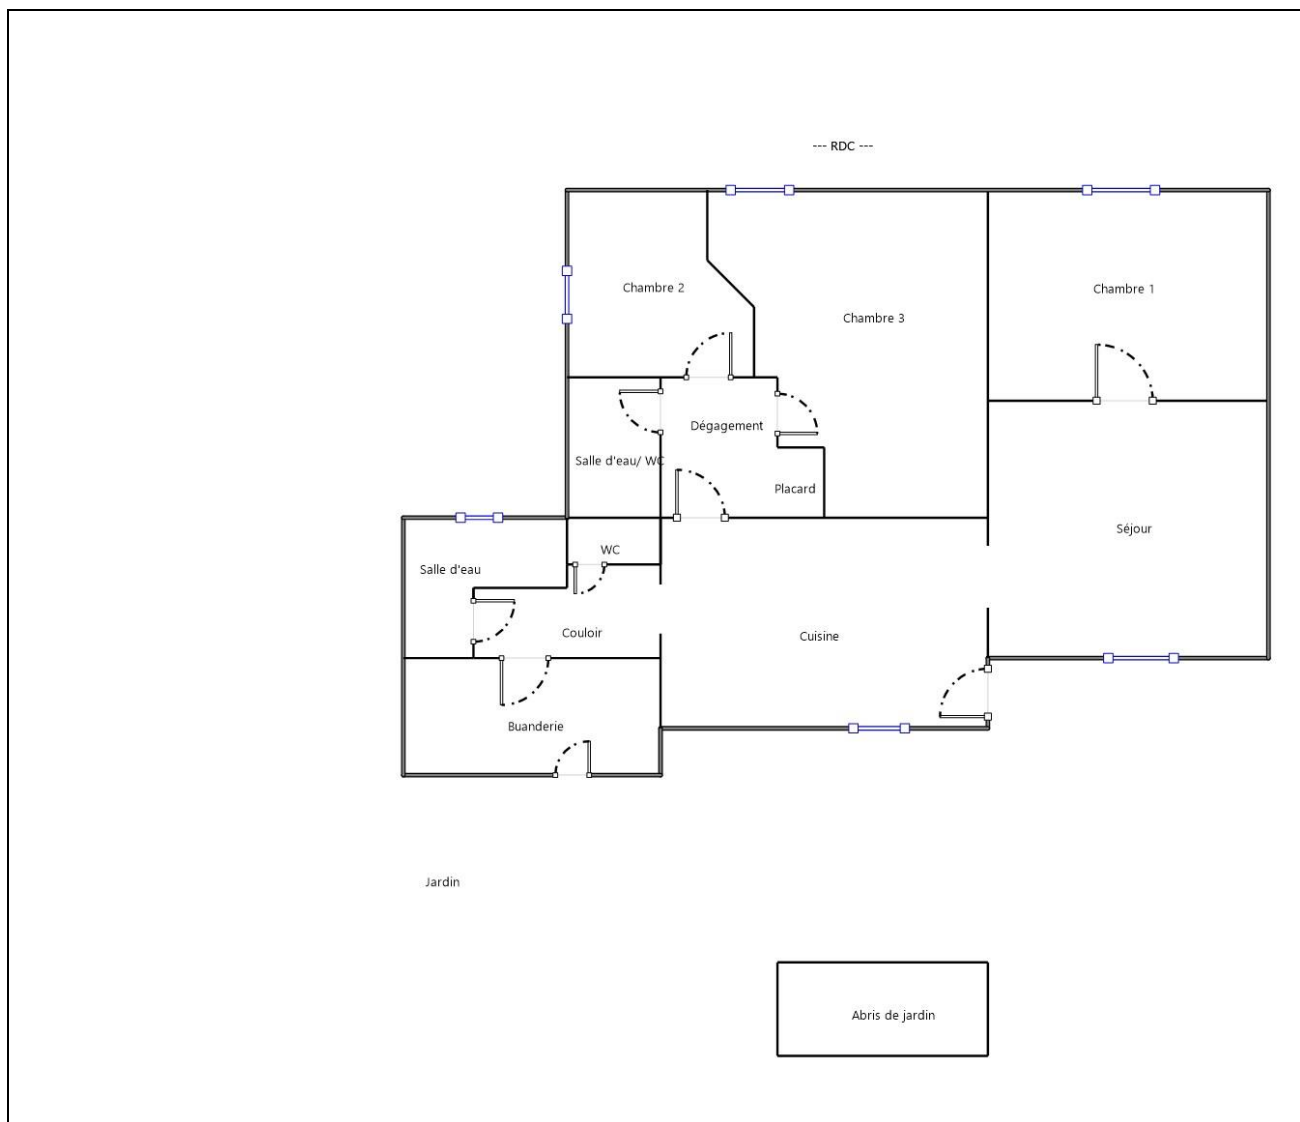 --- RDC ---
Chambre 2
Chambre 1
Chambre 3
Dégagement
Salle d'eau/ WC
Placard
Séjour
WC
Salle d'eau
Couloir
Cuisine
Buanderie
Jardin
Abris de jardin